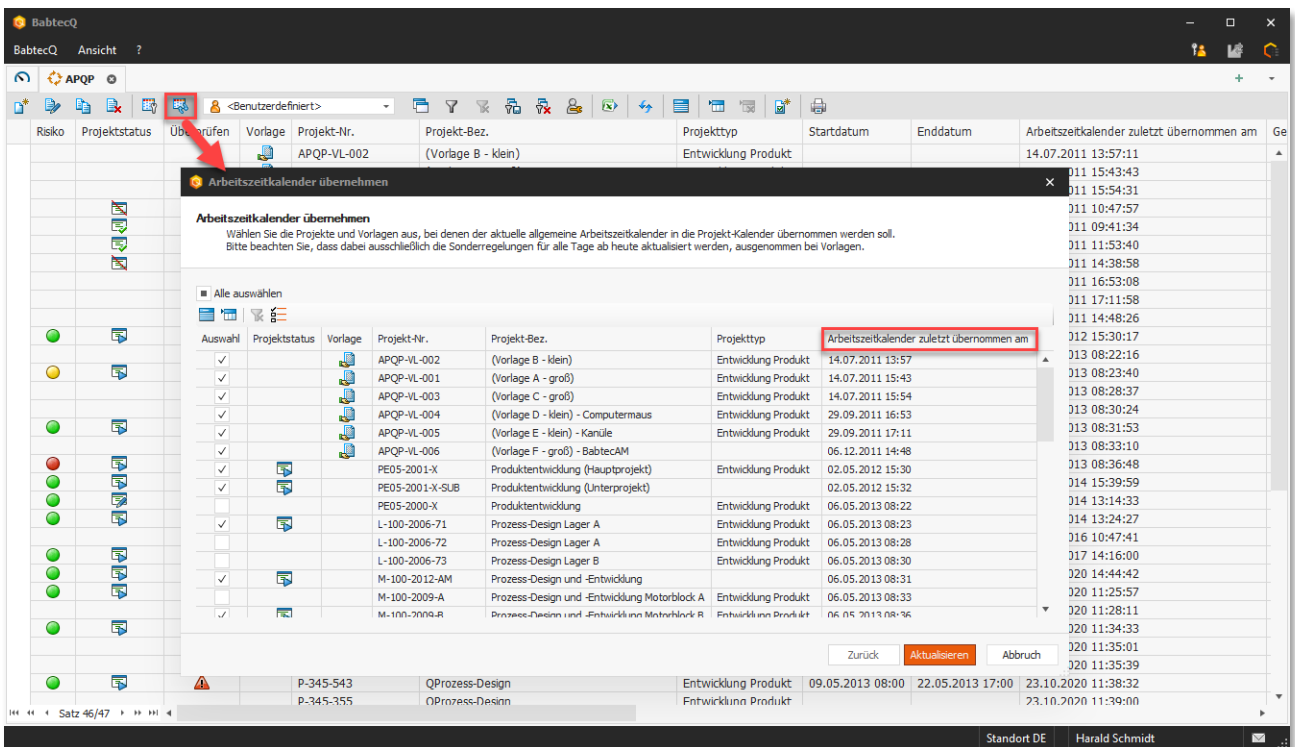 BabtecQ
BabtecQ Ansicht ?
APQP
<Benutzerdefiniert>
Risiko Projektstatus Überprüfen Vorlage Projekt-Nr. Projekt-Bez. Projekttyp Startdatum Enddatum Arbeitszeitkalender zuletzt übernommen am Ge
APQP-VL-002 (Vorlage B - klein) Entwicklung Produkt 14.07.2011 13:57:11
011 15:43:43
011 15:54:31
011 10:47:57
011 09:41:34
011 11:53:40
011 14:38:58
011 16:53:08
011 17:11:58
011 14:48:26
012 15:30:17
013 08:22:16
013 08:23:40
013 08:28:37
013 08:30:24
013 08:31:53
013 08:33:10
013 08:36:48
014 15:39:59
014 13:14:33
014 13:24:27
016 10:47:41
017 14:16:00
020 14:44:42
020 11:25:57
020 11:28:11
020 11:34:33
020 11:35:01
020 11:35:39
Arbeitszeitkalender übernehmen
Arbeitszeitkalender übernehmen
Wählen Sie die Projekte und Vorlagen aus, bei denen der aktuelle allgemeine Arbeitszeitkalender in die Projekt-Kalender übernommen werden soll.
Bitte beachten Sie, dass dabei ausschließlich die Sonderregelungen für alle Tage ab heute aktualisiert werden, ausgenommen bei Vorlagen.
Alle auswählen
Auswahl Projektstatus Vorlage Projekt-Nr. Projekt-Bez. Projekttyp Arbeitszeitkalender zuletzt übernommen am
APQP-VL-002 (Vorlage B - klein) Entwicklung Produkt 14.07.2011 13:57
APQP-VL-001 (Vorlage A - groß) Entwicklung Produkt 14.07.2011 15:43
APQP-VL-003 (Vorlage C - groß) Entwicklung Produkt 14.07.2011 15:54
APQP-VL-004 (Vorlage D - klein) - Computermaus Entwicklung Produkt 29.09.2011 16:53
APQP-VL-005 (Vorlage E - klein) - Kanüle Entwicklung Produkt 29.09.2011 17:11
APQP-VL-006 (Vorlage F - groß) - BabtecAM 06.12.2011 14:48
PE05-2001-X Produktentwicklung (Hauptprojekt) Entwicklung Produkt 02.05.2012 15:30
PE05-2001-X-SUB Produktentwicklung (Unterprojekt) 02.05.2012 15:32
PE05-2000-X Produktentwicklung Entwicklung Produkt 06.05.2013 08:22
L-100-2006-71 Prozess-Design Lager A Entwicklung Produkt 06.05.2013 08:23
L-100-2006-72 Prozess-Design Lager A Entwicklung Produkt 06.05.2013 08:28
L-100-2006-73 Prozess-Design Lager B Entwicklung Produkt 06.05.2013 08:30
M-100-2012-AM Prozess-Design und -Entwicklung Entwicklung Produkt 06.05.2013 08:31
M-100-2009-A Prozess-Design und -Entwicklung Motorblock A Entwicklung Produkt 06.05.2013 08:33
M-100-2009-B Prozess-Design und -Entwicklung Motorblock B Entwicklung Produkt 06.05.2013 08:36
Zurück Aktualisieren Abbruch
P-345-543 QProzess-Design Entwicklung Produkt 09.05.2013 08:00 22.05.2013 17:00 23.10.2020 11:38:32
P-345-355 QProzess-Design Entwicklung Produkt 23.10.2020 11:39:00
Satz 46/47
Standort DE Harald Schmidt